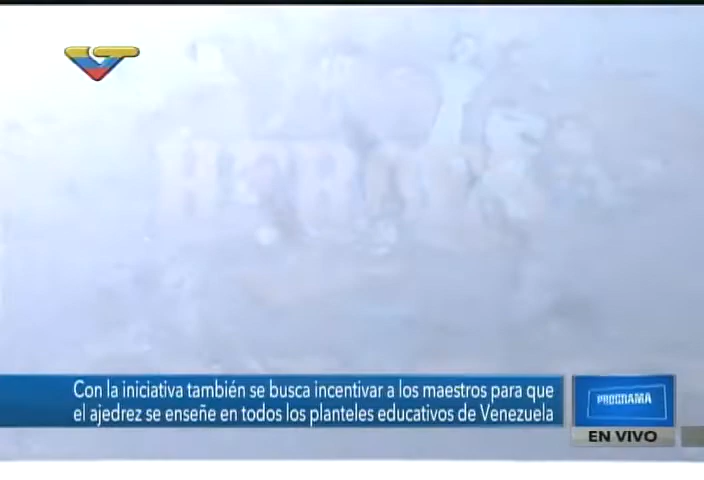 HEROES
Con la iniciativa también se busca incentivar a los maestros para que
el ajedrez se enseñe en todos los planteles educativos de Venezuela
PROGRAMA
EN VIVO